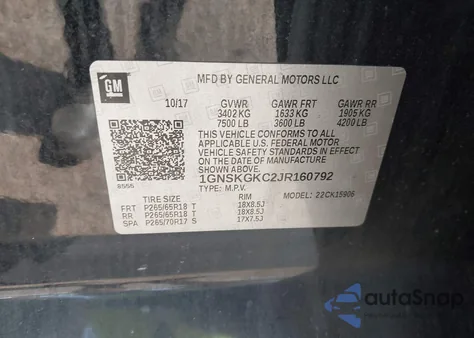 GM
MFD BY GENERAL MOTORS LLC
10/17 GVWR GAWR FRT GAWR RR
3402 KG 1633 KG 1905 KG
7500 LB 3600 LB 4200 LB
THIS VEHICLE CONFORMS TO ALL
APPLICABLE U.S. FEDERAL MOTOR
VEHICLE SAFETY AND
THEFT PREVENTION STANDARDS
IN EFFECT ON THE DATE OF
MANUFACTURE SHOWN ABOVE.
1GNSKGKC2JR160792
TYPE: M.P.V. MODEL: 22CK15906
TIRE SIZE RIM
FRT P265/65R18 T 18X8.5J
RR P265/65R18 T 18X8.5J
SPA P265/70R17 S 17X7.5J
autoSnap